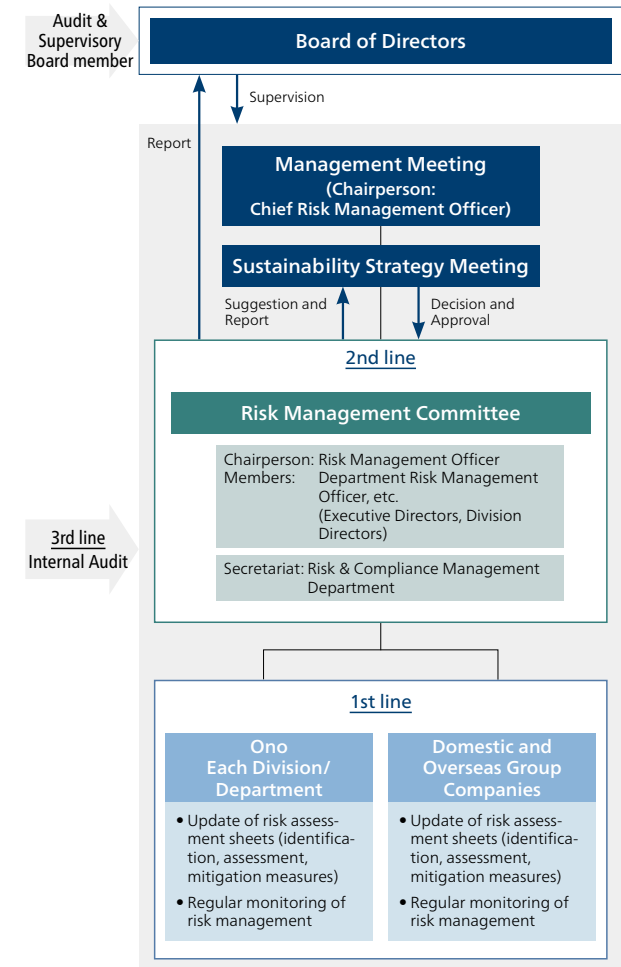 Audit &
Supervisory
Board member
Board of Directors
Supervision
Report
Management Meeting
(Chairperson:
Chief Risk Management Officer)
Sustainability Strategy Meeting
Suggestion and
Report
Decision and
Approval
2nd line
Risk Management Committee
Chairperson: Risk Management Officer
Members: Department Risk Management
Officer, etc.
(Executive Directors, Division
Directors)
Secretariat: Risk & Compliance Management
Department
3rd line
Internal Audit
1st line
Ono
Each Division/
Department
• Update of risk assess-
ment sheets (identifica-
tion, assessment,
mitigation measures)
• Regular monitoring of
risk management
Domestic and
Overseas Group
Companies
• Update of risk assess-
ment sheets (identifica-
tion, assessment,
mitigation measures)
• Regular monitoring of
risk management